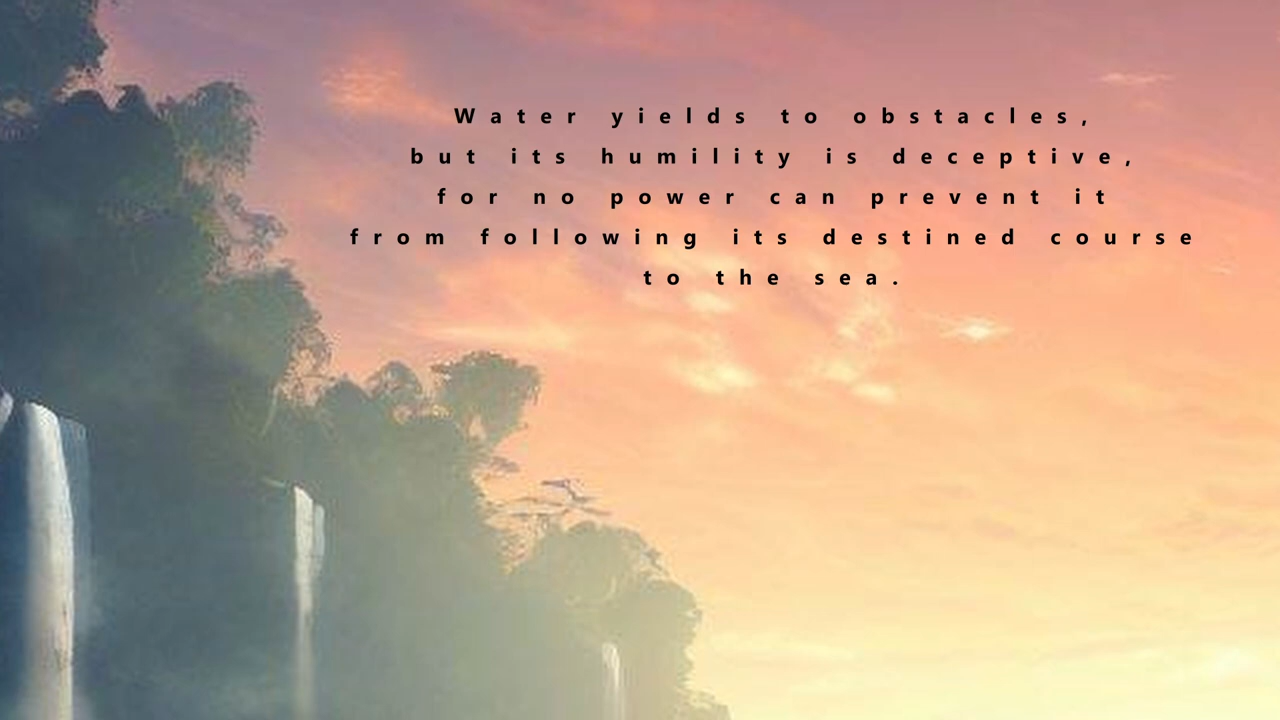 Water yields to obstacles,
but its humility is deceptive,
for no power can prevent it
from following its destined course
to the sea.